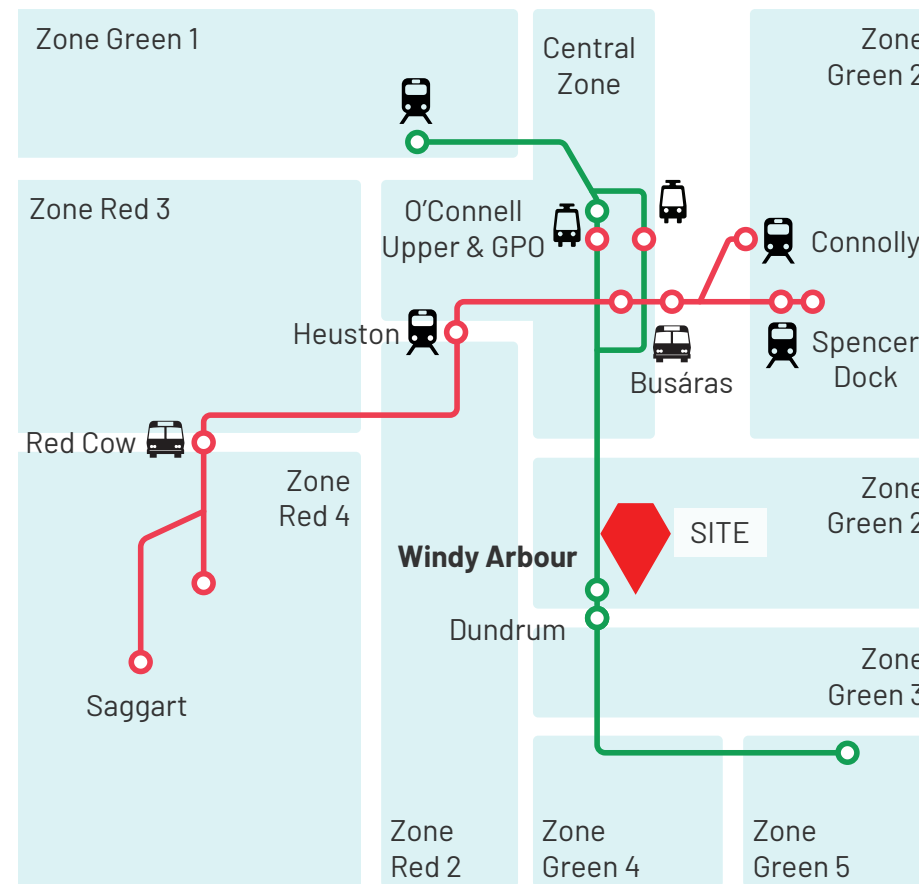 Zone Green 1
Central
Zone
Zone
Green 2
Zone Red 3
O'Connell
Upper & GPO
Connolly
Heuston
Spencer
Dock
Busáras
Red Cow
Zone
Red 4
Zone
Green 2
SITE
Windy Arbour
Dundrum
Zone
Green 3
Saggart
Zone
Red 2
Zone
Green 4
Zone
Green 5